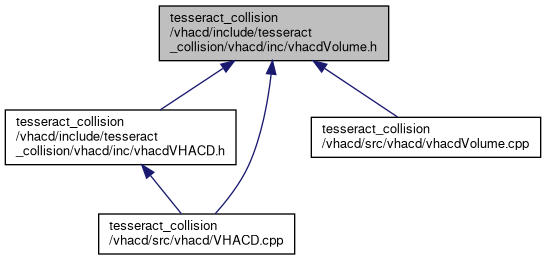 tesseract_collision
/vhacd/include/tesseract
_collision/vhacd/inc/vhacdVolume.h
tesseract_collision
/vhacd/include/tesseract
_collision/vhacd/inc/vhacdVHACD.h
tesseract_collision
/vhacd/src/vhacd/vhacdVolume.cpp
tesseract_collision
/vhacd/src/vhacd/VHACD.cpp